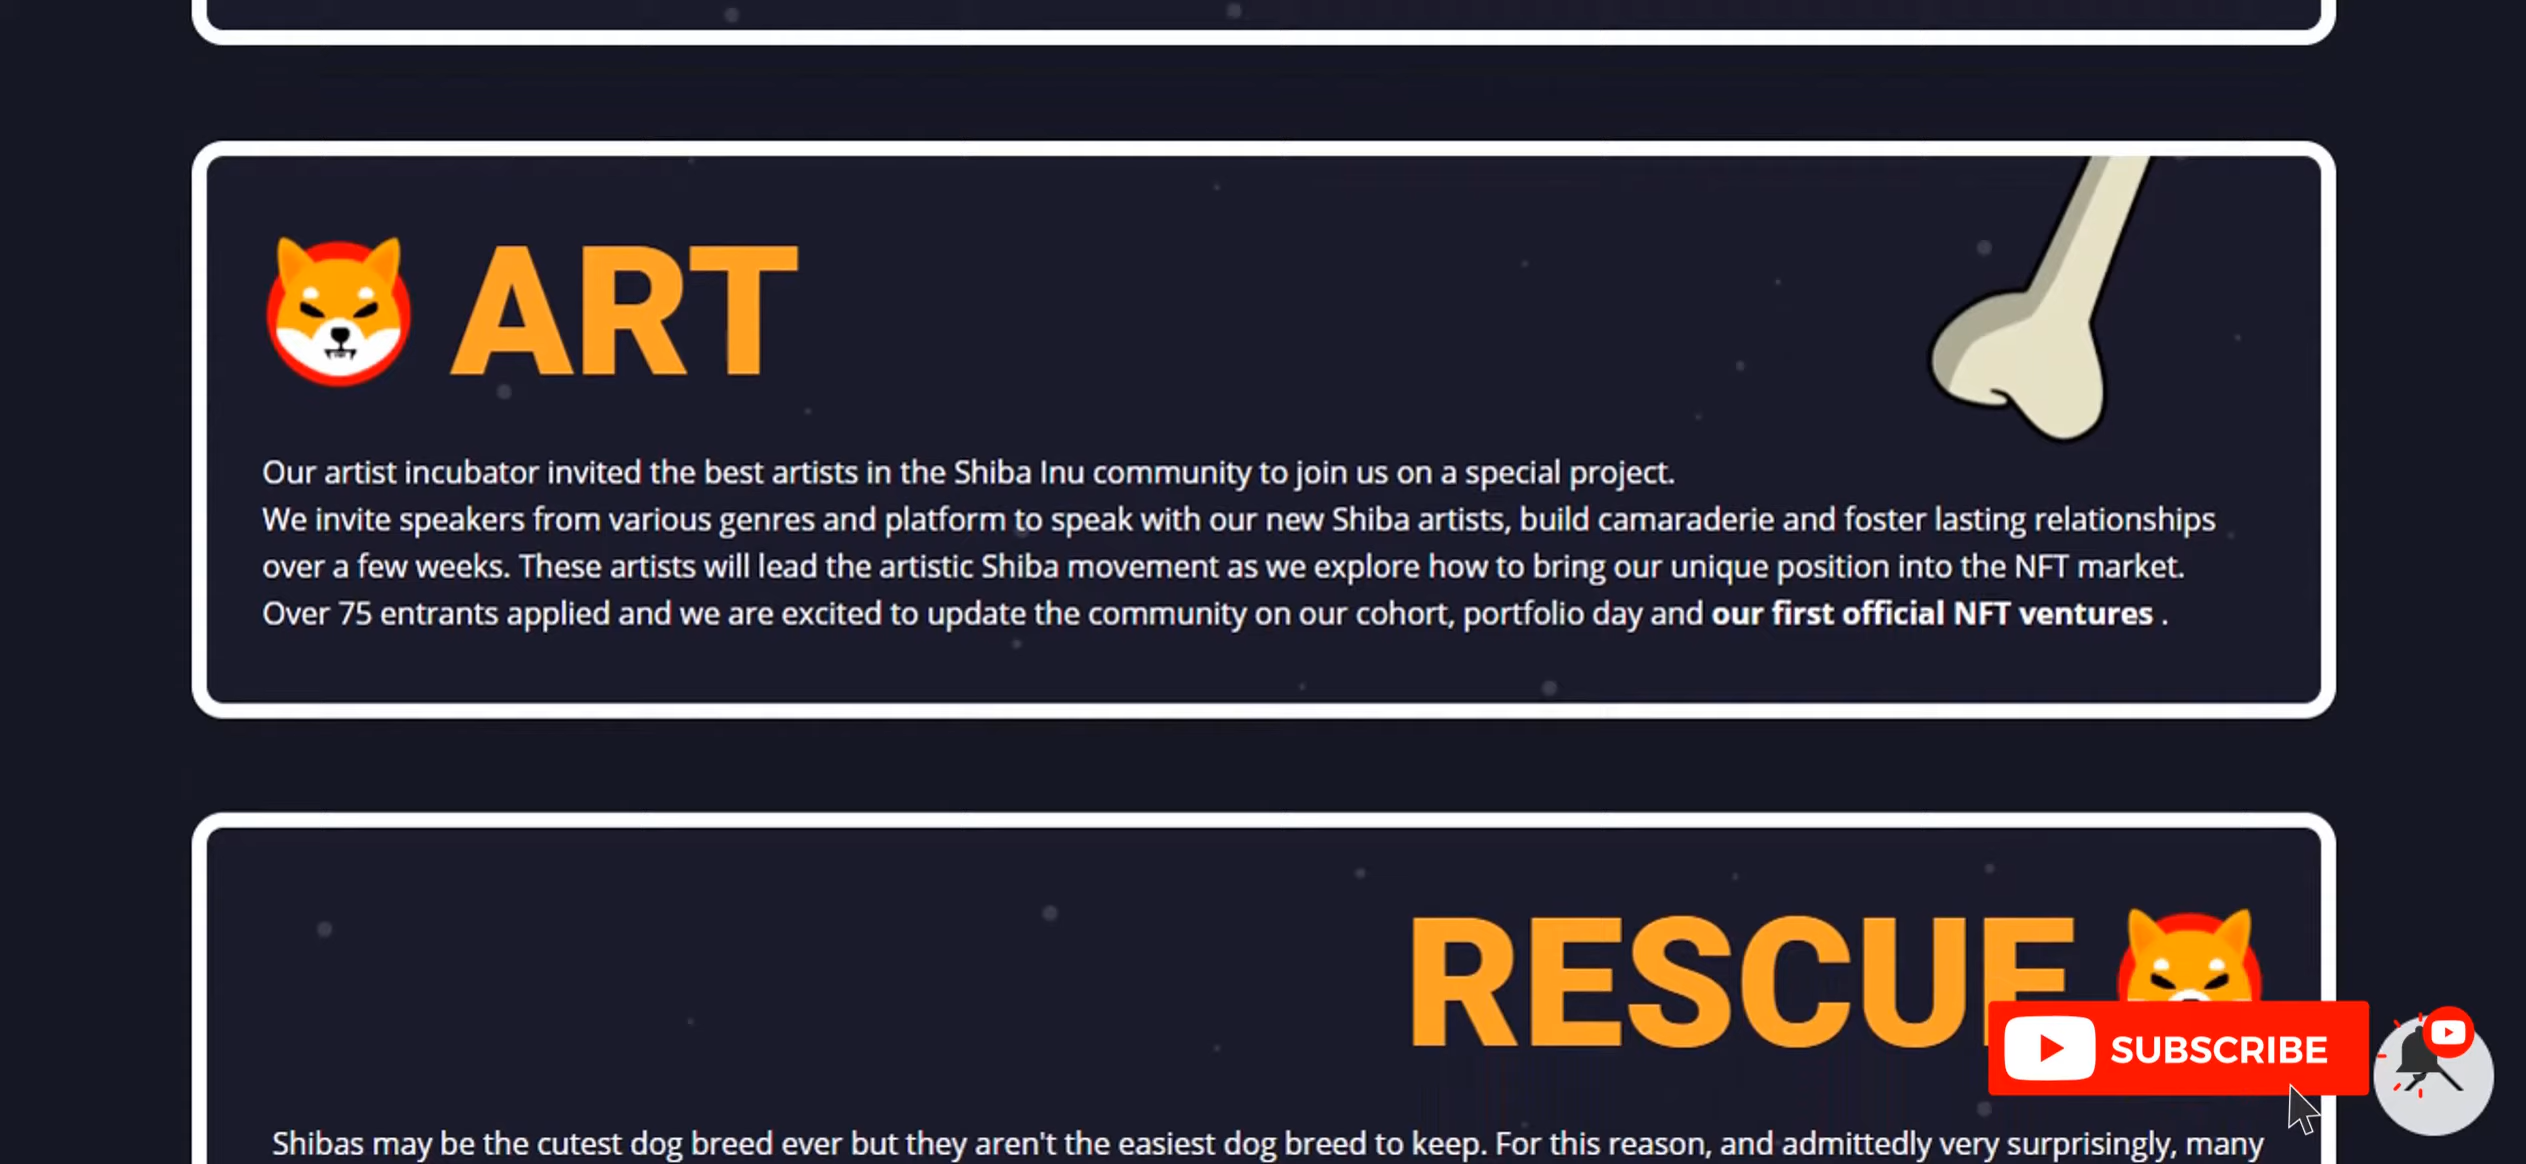 ART
Our artist incubator invited the best artists in the Shiba Inu community to join us on a special project.
We invite speakers from various genres and platform to speak with our new Shiba artists, build camaraderie and foster lasting relationships
over a few weeks. These artists will lead the artistic Shiba movement as we explore how to bring our unique position into the NFT market.
Over 75 entrants applied and we are excited to update the community on our cohort, portfolio day and our first official NFT ventures .
RESCUE
SUBSCRIBE
Shibas may be the cutest dog breed ever but they aren't the easiest dog breed to keep. For this reason, and admittedly very surprisingly, many